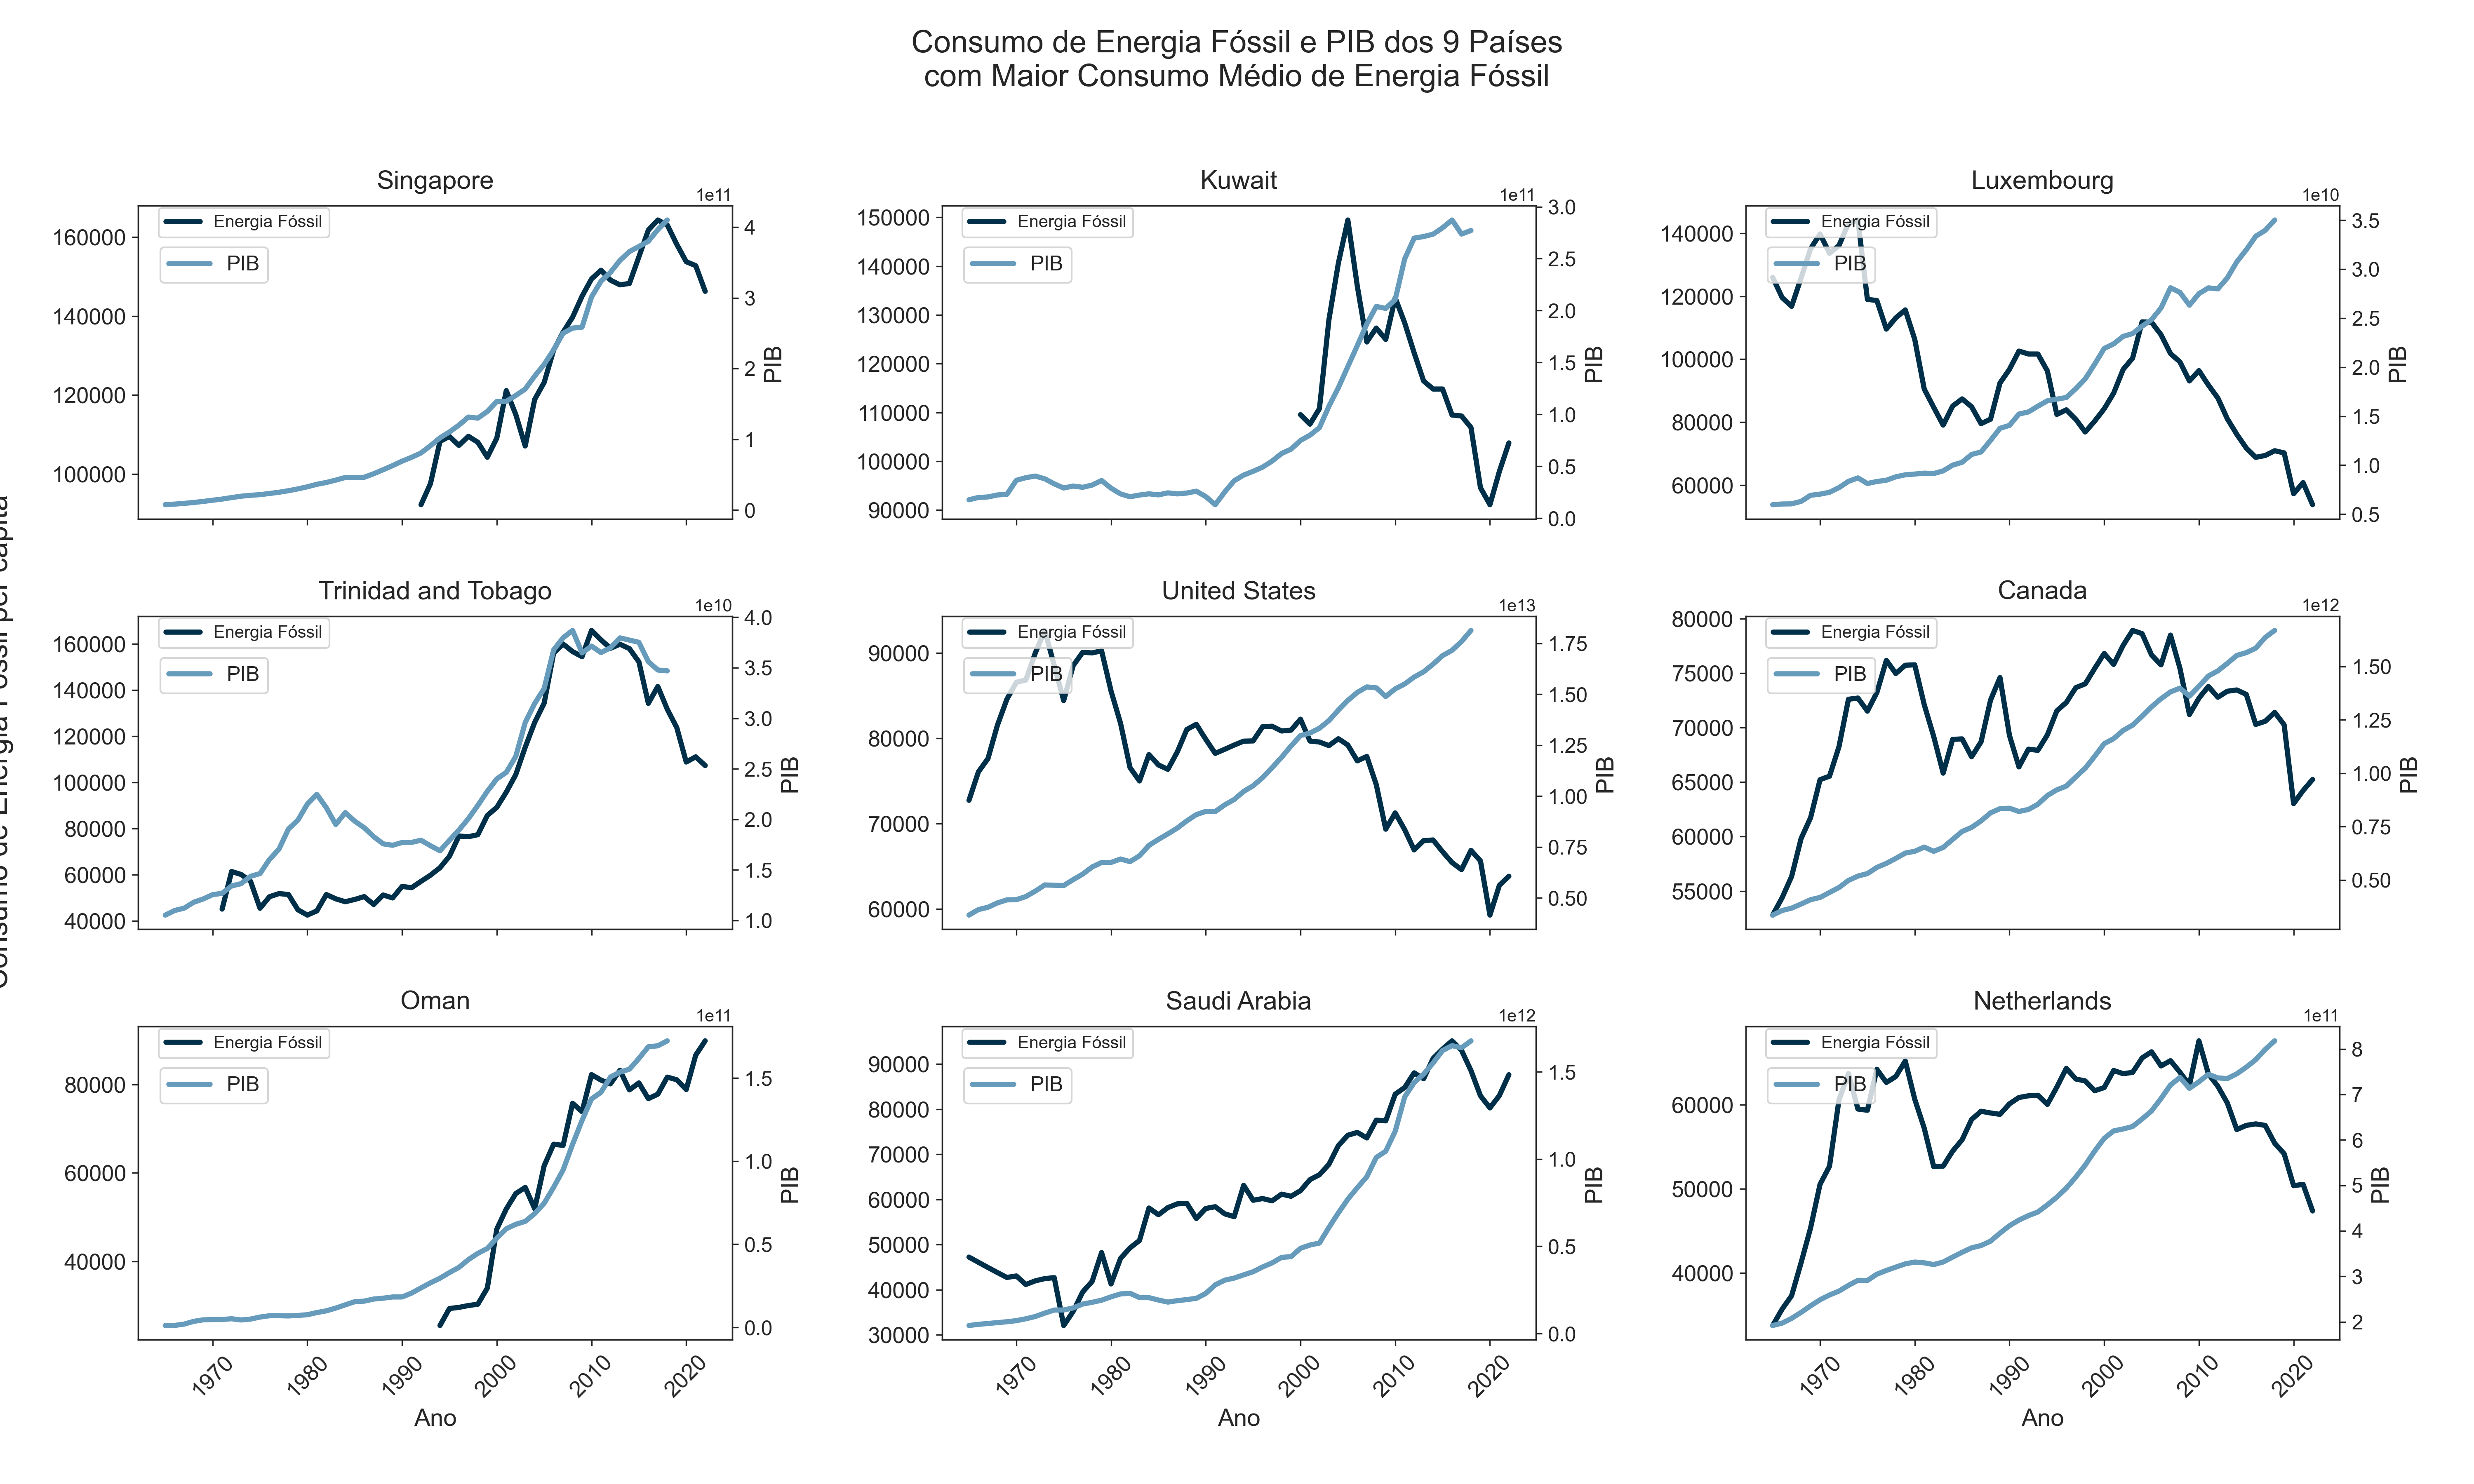 Consumo de Energia Fóssil e PIB dos 9 Países
com Maior Consumo Médio de Energia Fóssil
Singapore
1e11
Energia Fóssil
PIB
160000
140000
120000
100000
4
3
2
1
0
PIB
Kuwait
1e11
Energia Fóssil
PIB
150000
140000
130000
120000
110000
100000
90000
3.0
2.5
2.0
1.5
1.0
0.5
0.0
PIB
Luxembourg
1e10
Energia Fóssil
PIB
140000
120000
100000
80000
60000
3.5
3.0
2.5
2.0
1.5
1.0
0.5
PIB
Consumo de Energia Fóssil per capita
Trinidad and Tobago
1e10
Energia Fóssil
PIB
160000
140000
120000
100000
80000
60000
40000
4.0
3.5
3.0
2.5
2.0
1.5
1.0
PIB
United States
1e13
Energia Fóssil
PIB
90000
80000
70000
60000
1.75
1.50
1.25
1.00
0.75
0.50
PIB
Canada
1e12
Energia Fóssil
PIB
80000
75000
70000
65000
60000
55000
1.50
1.25
1.00
0.75
0.50
PIB
Oman
1e11
Energia Fóssil
PIB
80000
60000
40000
1.5
1.0
0.5
0.0
PIB
1970
1980
1990
2000
2010
2020
Ano
Saudi Arabia
1e12
Energia Fóssil
PIB
90000
80000
70000
60000
50000
40000
30000
1.5
1.0
0.5
0.0
PIB
1970
1980
1990
2000
2010
2020
Ano
Netherlands
1e11
Energia Fóssil
PIB
60000
50000
40000
8
7
6
5
4
3
2
PIB
1970
1980
1990
2000
2010
2020
Ano